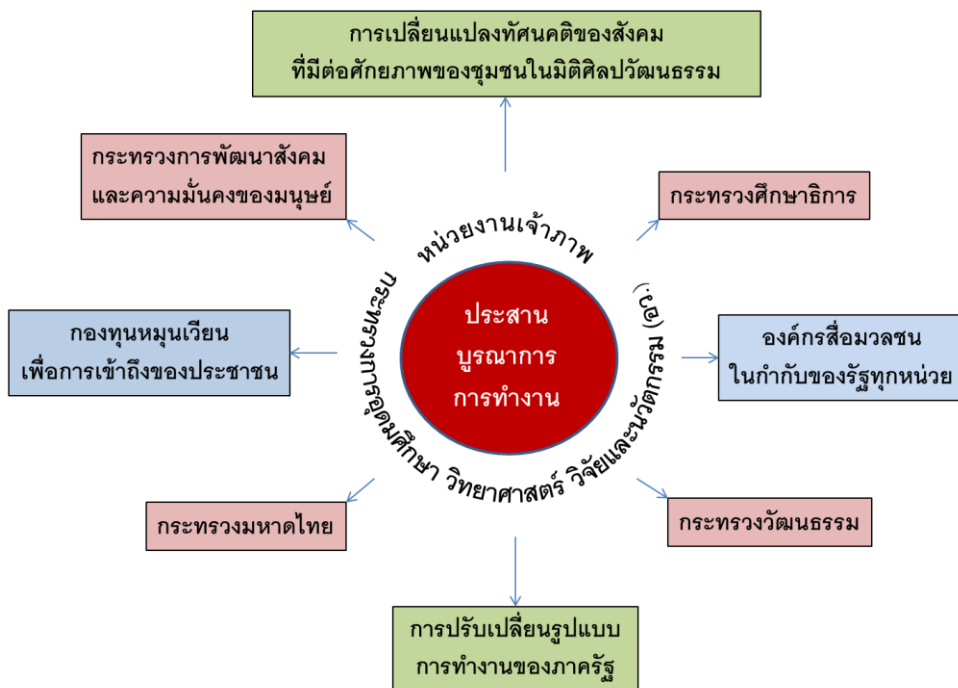 การเปลี่ยนแปลงทัศนคติของสังคม
ที่มีต่อศักยภาพของชุมชนในมิติศิลปวัฒนธรรม
กระทรวงการพัฒนาสังคม
และความมั่นคงของมนุษย์
กระทรวงศึกษาธิการ
หน่วยงานเจ้าภาพ
กระทรวงการอุดมศึกษา วิทยาศาสตร์ วิจัยและนวัตกรรม (อว.)
ประสาน
บูรณาการ
การทำงาน
กองทุนหมุนเวียน
เพื่อการเข้าถึงของประชาชน
องค์กรสื่อมวลชน
ในกำกับของรัฐทุกหน่วย
กระทรวงมหาดไทย
กระทรวงวัฒนธรรม
การปรับเปลี่ยนรูปแบบ
การทำงานของภาครัฐ